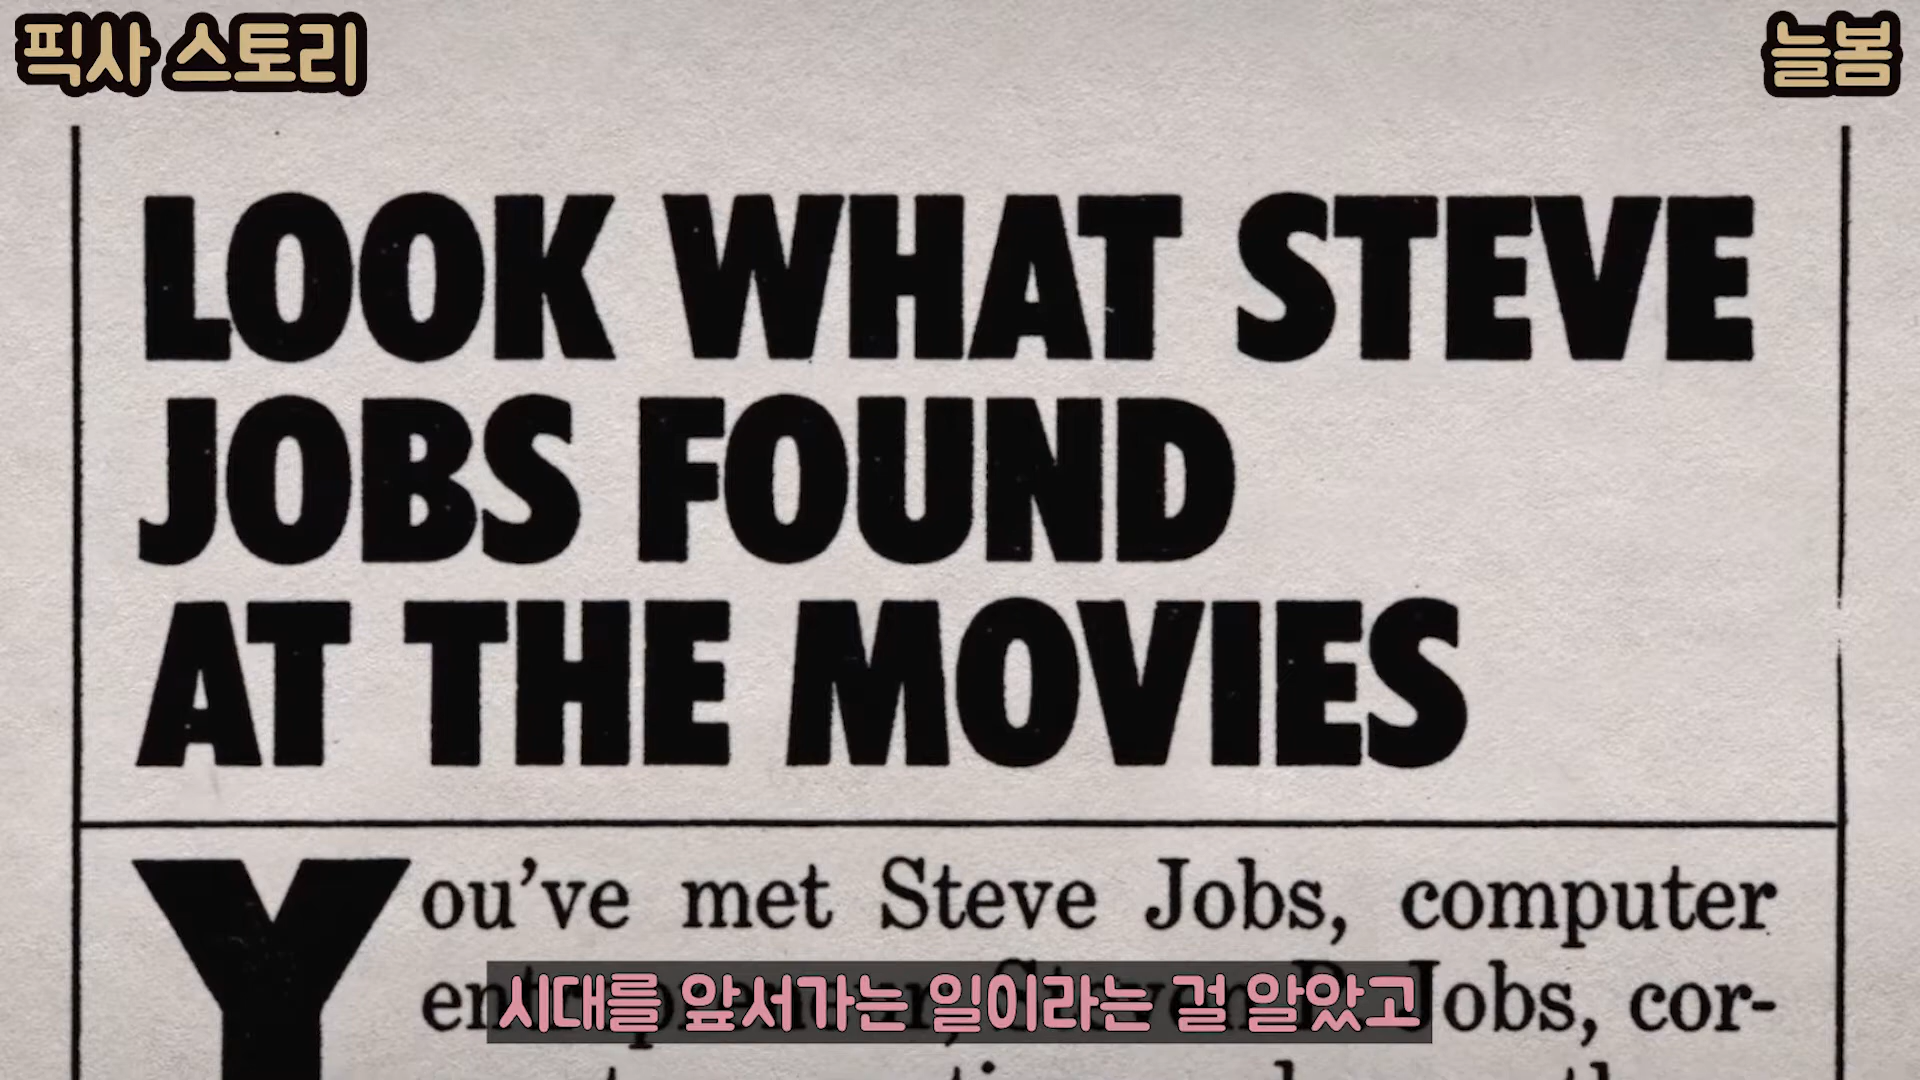 픽사 스토리
늘봄
LOOK WHAT STEVE
JOBS FOUND
AT THE MOVIES
You've met Steve Jobs, computer
시대를 앞서가는 일이라는 걸 알았고
Jobs, cor-